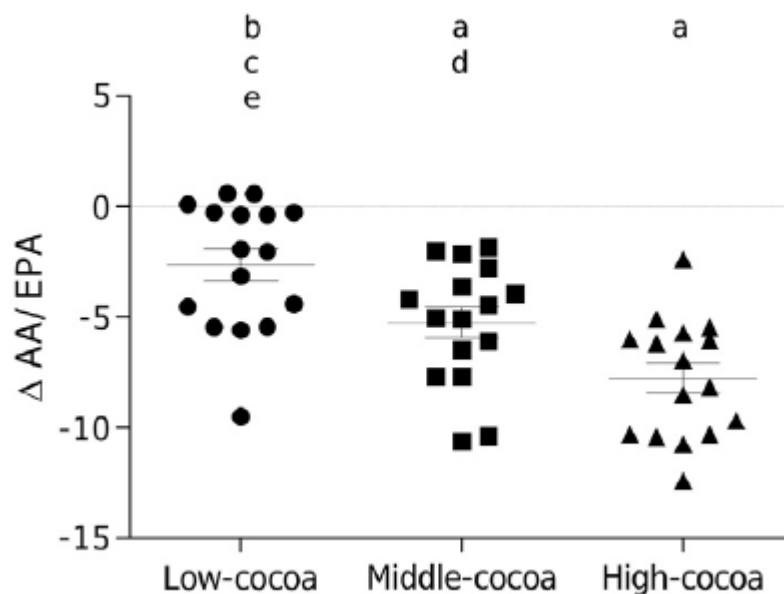 b a a
c d
e
5
0
-5
-10
-15
Δ AA/ EPA
Low-cocoa Middle-cocoa High-cocoa